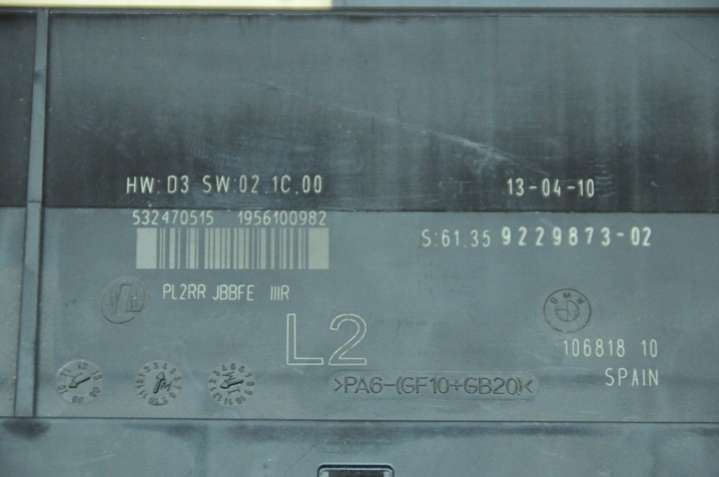 HW: D3 SW:02.1C.00
13-04-10
532470515 1956100982
S:61.35 9229873-02
PL2RR JBBFE IIIR
BMW
L2
106818 10
>PA6-(GF10+GB20)<
SPAIN